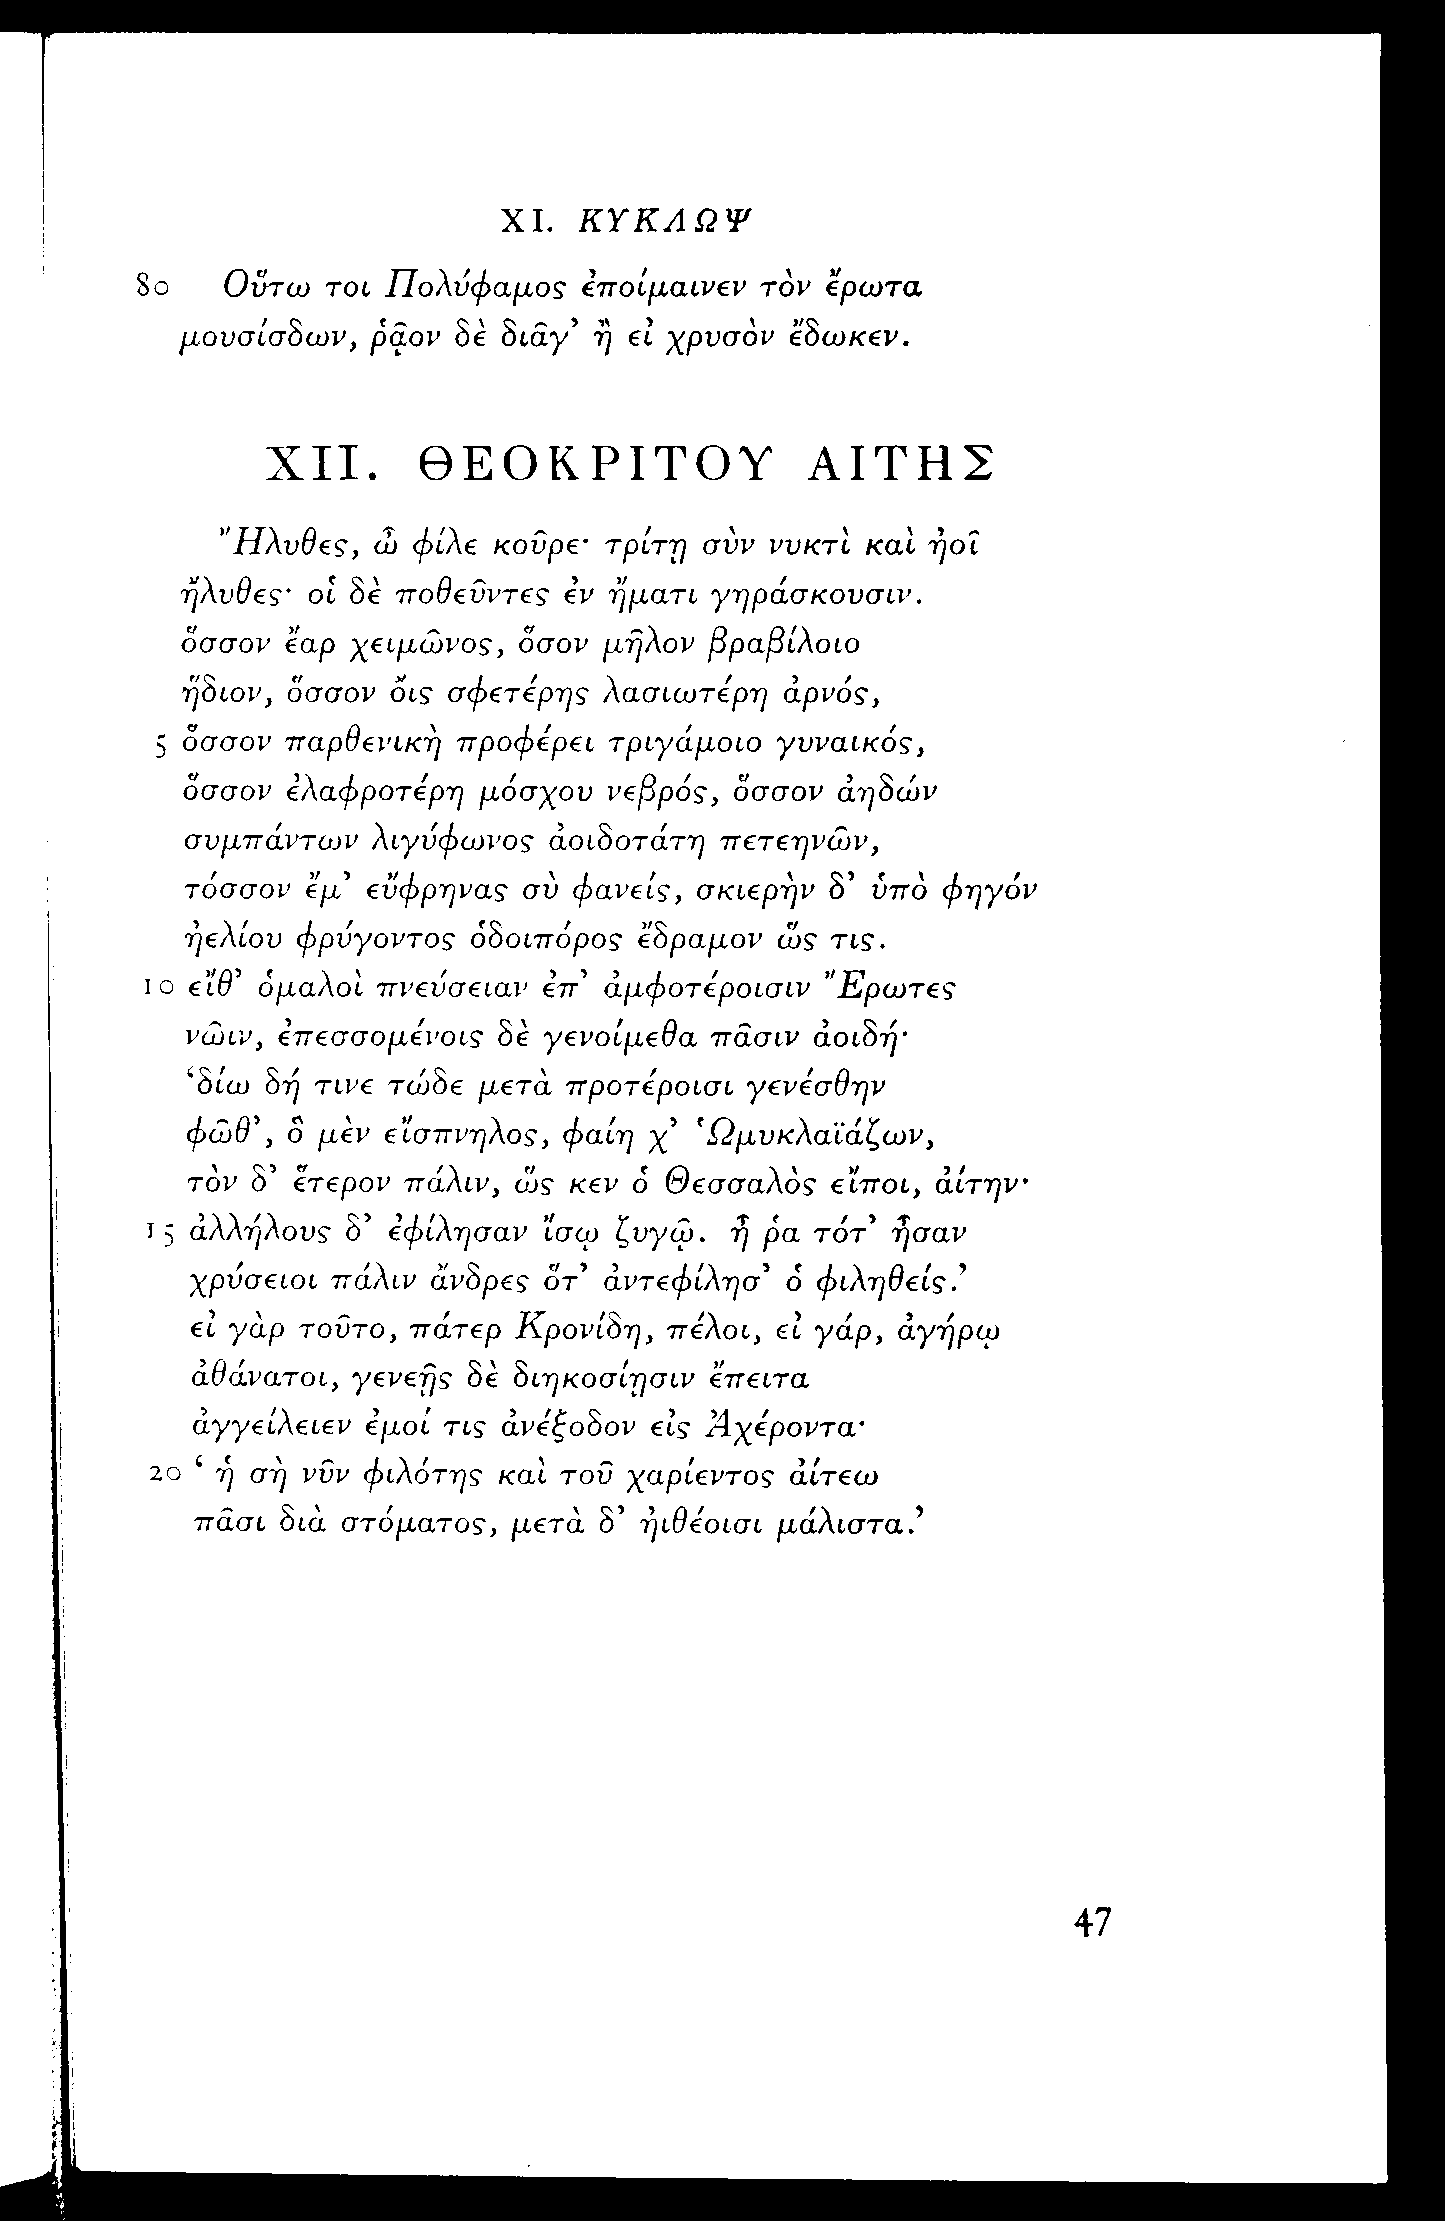 XI. ΚΥΚΛΩΨ
80 Οὕτω τοι Πολύφαμος ἐποίμαινεν τὸν ἔρωτα
μουσίσδων, ῥᾷον δὲ διᾶγ’ ἢ εἰ χρυσὸν ἔδωκεν.
XII. ΘΕΟΚΡΙΤΟΥ ΑΙΤΗΣ
Ἤλυθες, ὦ φίλε κοῦρε· τρίτῃ σὺν νυκτὶ καὶ ἠοῖ
ἤλυθες· οἱ δὲ ποθεῦντες ἐν ἤματι γηράσκουσιν.
ὅσσον ἔαρ χειμῶνος, ὅσον μῆλον βραβίλοιο
ἥδιον, ὅσσον ὄις σφετέρης λασιωτέρη ἀρνός,
5 ὅσσον παρθενικὴ προφέρει τριγάμοιο γυναικός,
ὅσσον ἐλαφροτέρη μόσχου νεβρός, ὅσσον ἀηδών
συμπάντων λιγύφωνος ἀοιδοτάτη πετεηνῶν,
τόσσον ἔμ’ εὔφρηνας σὺ φανείς, σκιερὴν δ’ ὑπὸ φηγόν
ἠελίου φρύγοντος ὁδοιπόρος ἔδραμον ὥς τις.
10 εἴθ’ ὁμαλοὶ πνεύσειαν ἐπ’ ἀμφοτέροισιν Ἔρωτες
νῶιν, ἐπεσσομένοις δὲ γενοίμεθα πᾶσιν ἀοιδή·
‘δίω δή τινε τώδε μετὰ προτέροισι γενέσθην
φῶθ’, ὃ μὲν εἴσπνηλος, φαίη χ’ Ὡμυκλαϊάζων,
τὸν δ’ ἕτερον πάλιν, ὥς κεν ὁ Θεσσαλὸς εἴποι, ἀίτην·
15 ἀλλήλους δ’ ἐφίλησαν ἴσῳ ζυγῷ. ἦ ῥα τότ’ ἦσαν
χρύσειοι πάλιν ἄνδρες ὅτ’ ἀντεφίλησ’ ὁ φιληθείς.’
εἰ γὰρ τοῦτο, πάτερ Κρονίδη, πέλοι, εἰ γάρ, ἀγήρῳ
ἀθάνατοι, γενεῇς δὲ διηκοσίῃσιν ἔπειτα
ἀγγείλειεν ἐμοί τις ἀνέξοδον εἰς Ἀχέροντα·
20 ‘ ἡ σὴ νῦν φιλότης καὶ τοῦ χαρίεντος ἀίτεω
πᾶσι διὰ στόματος, μετὰ δ’ ἠιθέοισι μάλιστα.’
47